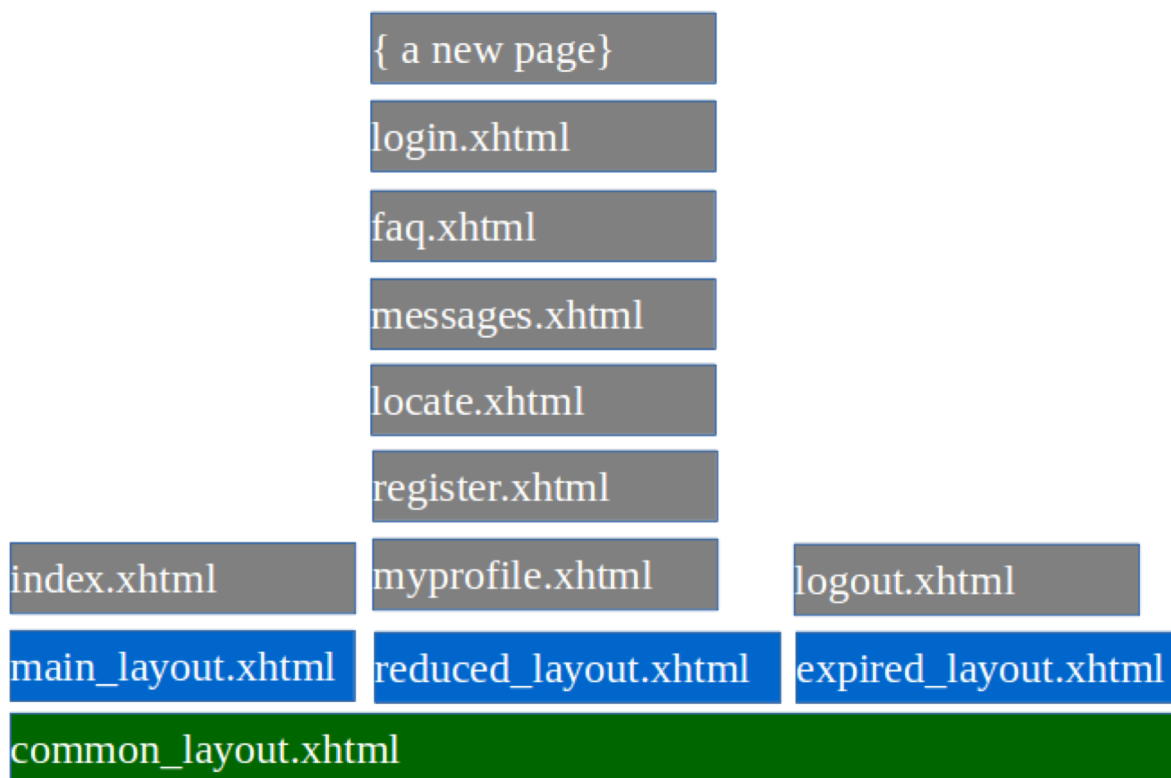 { a new page}
login.xhtml
faq.xhtml
messages.xhtml
locate.xhtml
register.xhtml
index.xhtml
myprofile.xhtml
logout.xhtml
main_layout.xhtml
reduced_layout.xhtml
expired_layout.xhtml
common_layout.xhtml